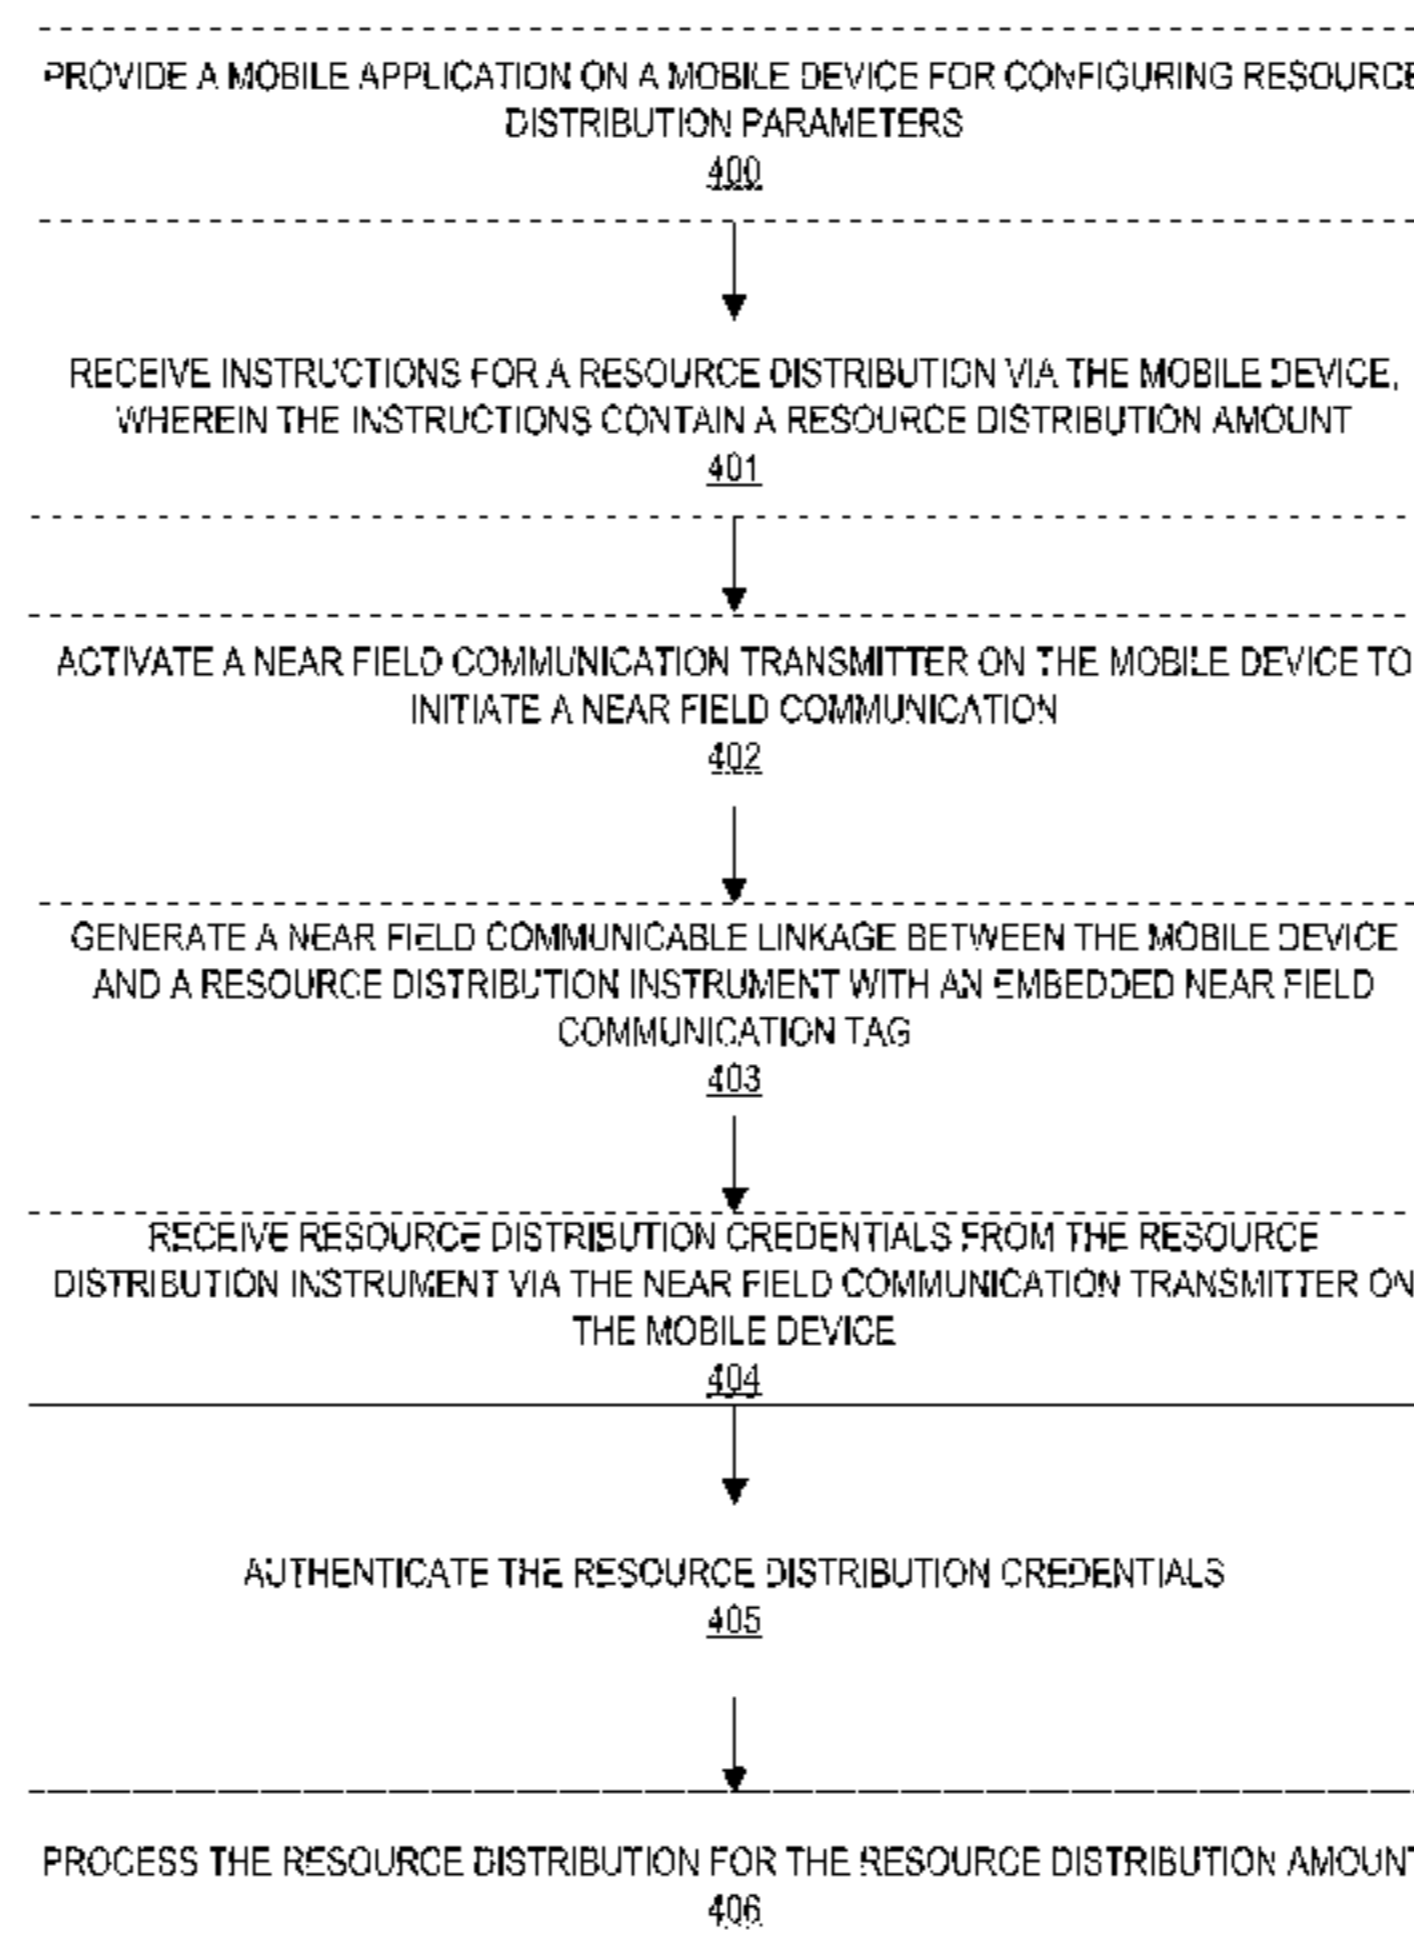 PROVIDE A MOBILE APPLICATION ON A MOBILE DEVICE FOR CONFIGURING RESOURCE
DISTRIBUTION PARAMETERS
400
RECEIVE INSTRUCTIONS FOR A RESOURCE DISTRIBUTION VIA THE MOBILE DEVICE,
WHEREIN THE INSTRUCTIONS CONTAIN A RESOURCE DISTRIBUTION AMOUNT
401
ACTIVATE A NEAR FIELD COMMUNICATION TRANSMITTER ON THE MOBILE DEVICE TO
INITIATE A NEAR FIELD COMMUNICATION
402
GENERATE A NEAR FIELD COMMUNICABLE LINKAGE BETWEEN THE MOBILE DEVICE
AND A RESOURCE DISTRIBUTION INSTRUMENT WITH AN EMBEDDED NEAR FIELD
COMMUNICATION TAG
403
RECEIVE RESOURCE DISTRIBUTION CREDENTIALS FROM THE RESOURCE
DISTRIBUTION INSTRUMENT VIA THE NEAR FIELD COMMUNICATION TRANSMITTER ON
THE MOBILE DEVICE
404
AUTHENTICATE THE RESOURCE DISTRIBUTION CREDENTIALS
405
PROCESS THE RESOURCE DISTRIBUTION FOR THE RESOURCE DISTRIBUTION AMOUNT
406